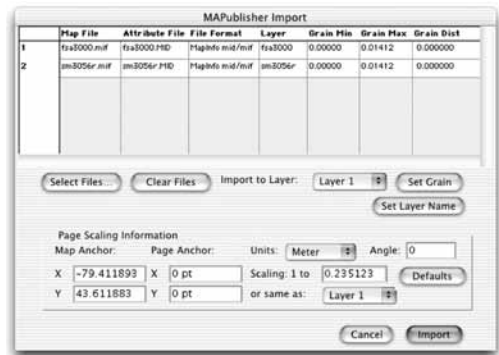 MAPublisher Import
Map File Attribute File File Format Layer Grain Min Grain Max Grain Dist
1 fsa3000.mif fsa3000.MID MapInfo mid/mif fsa3000 0.00000 0.01412 0.000000
2 sm3056r.mif sm3056r.MID MapInfo mid/mif sm3056r 0.00000 0.01412 0.000000
Select Files... Clear Files Import to Layer: Layer 1 Set Grain
Set Layer Name
Page Scaling Information
Map Anchor: Page Anchor: Units: Meter Angle: 0
X -79.411893 X 0 pt Scaling: 1 to 0.235123 Defaults
Y 43.611883 Y 0 pt or same as: Layer 1
Cancel Import